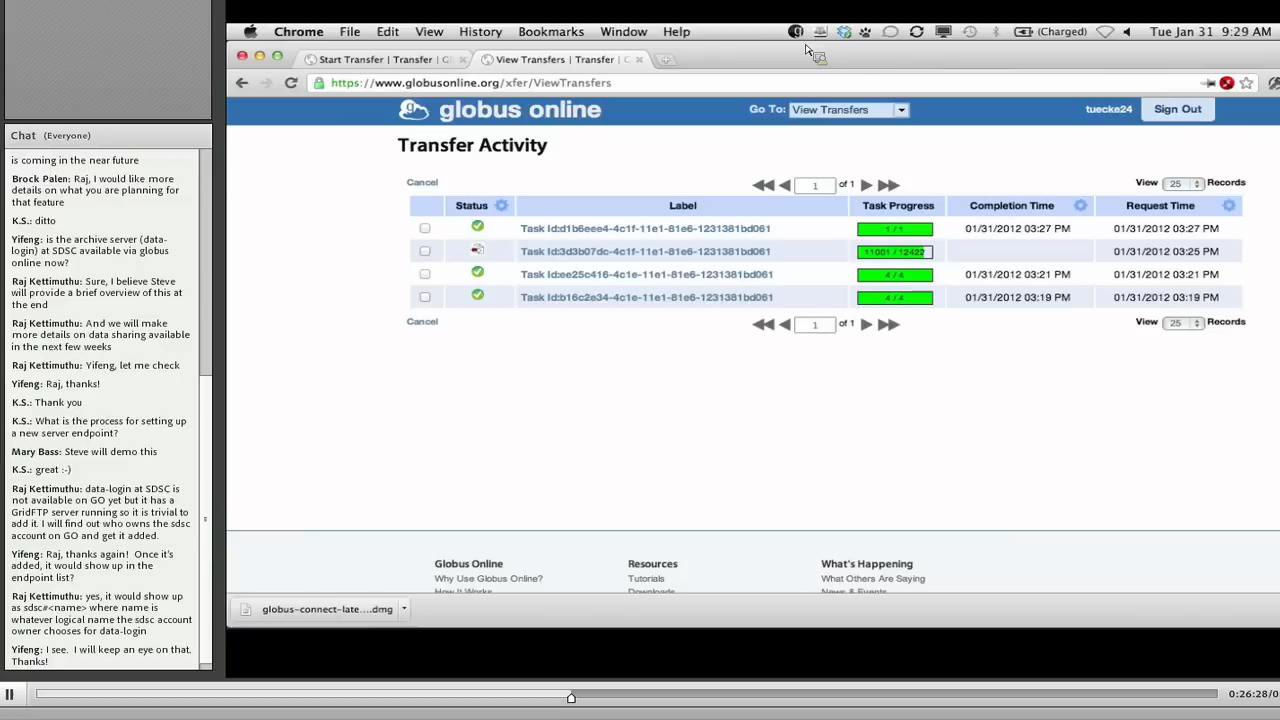 Chrome File Edit View History Bookmarks Window Help (Charged) Tue Jan 31 9:29 AM
Start Transfer | Transfer | G View Transfers | Transfer | C
https://www.globusonline.org/xfer/ViewTransfers
globus online Go To: View Transfers tuecke24 Sign Out
Transfer Activity
Cancel 1 of 1 View 25 Records
Status Label Task Progress Completion Time Request Time
Task Id:d1b6eee4-4c1f-11e1-81e6-1231381bd061 1 / 1 01/31/2012 03:27 PM 01/31/2012 03:27 PM
Task Id:3d3b07dc-4c1f-11e1-81e6-1231381bd061 11001 / 12422 01/31/2012 03:25 PM
Task Id:ee25c416-4c1e-11e1-81e6-1231381bd061 4 / 4 01/31/2012 03:21 PM 01/31/2012 03:21 PM
Task Id:b16c2e34-4c1e-11e1-81e6-1231381bd061 4 / 4 01/31/2012 03:19 PM 01/31/2012 03:19 PM
Cancel 1 of 1 View 25 Records
Globus Online Resources What's Happening
Why Use Globus Online? Tutorials What Others Are Saying
How It Works Downloads News & Events
globus-connect-late....dmg
Chat (Everyone)
is coming in the near future
Brock Palen: Raj, I would like more
details on what you are planning for
that feature
K.S.: ditto
Yifeng: is the archive server (data-
login) at SDSC available via globus
online now?
Raj Kettimuthu: Sure, I believe Steve
will provide a brief overview of this at
the end
Raj Kettimuthu: And we will make
more details on data sharing available
in the next few weeks
Raj Kettimuthu: Yifeng, let me check
Yifeng: Raj, thanks!
K.S.: Thank you
K.S.: What is the process for setting up
a new server endpoint?
Mary Bass: Steve will demo this
K.S.: great :-)
Raj Kettimuthu: data-login at SDSC is
not available on GO yet but it has a
GridFTP server running so it is trivial to
add it. I will find out who owns the sdsc
account on GO and get it added.
Yifeng: Raj, thanks again! Once it's
added, it would show up in the
endpoint list?
Raj Kettimuthu: yes, it would show up
as sdsc#<name> where name is
whatever logical name the sdsc account
owner chooses for data-login
Yifeng: I see. I will keep an eye on that.
Thanks!
0:26:28/0